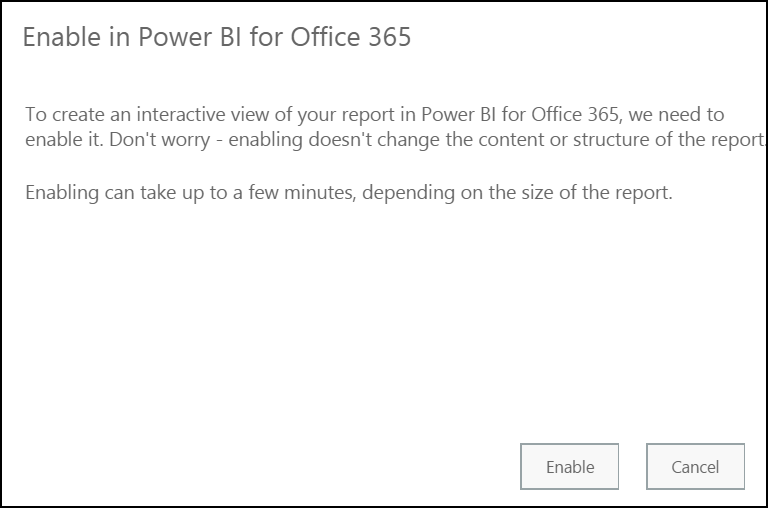 Enable in Power BI for Office 365
To create an interactive view of your report in Power BI for Office 365, we need to
enable it. Don't worry - enabling doesn't change the content or structure of the report.
Enabling can take up to a few minutes, depending on the size of the report.
Enable
Cancel